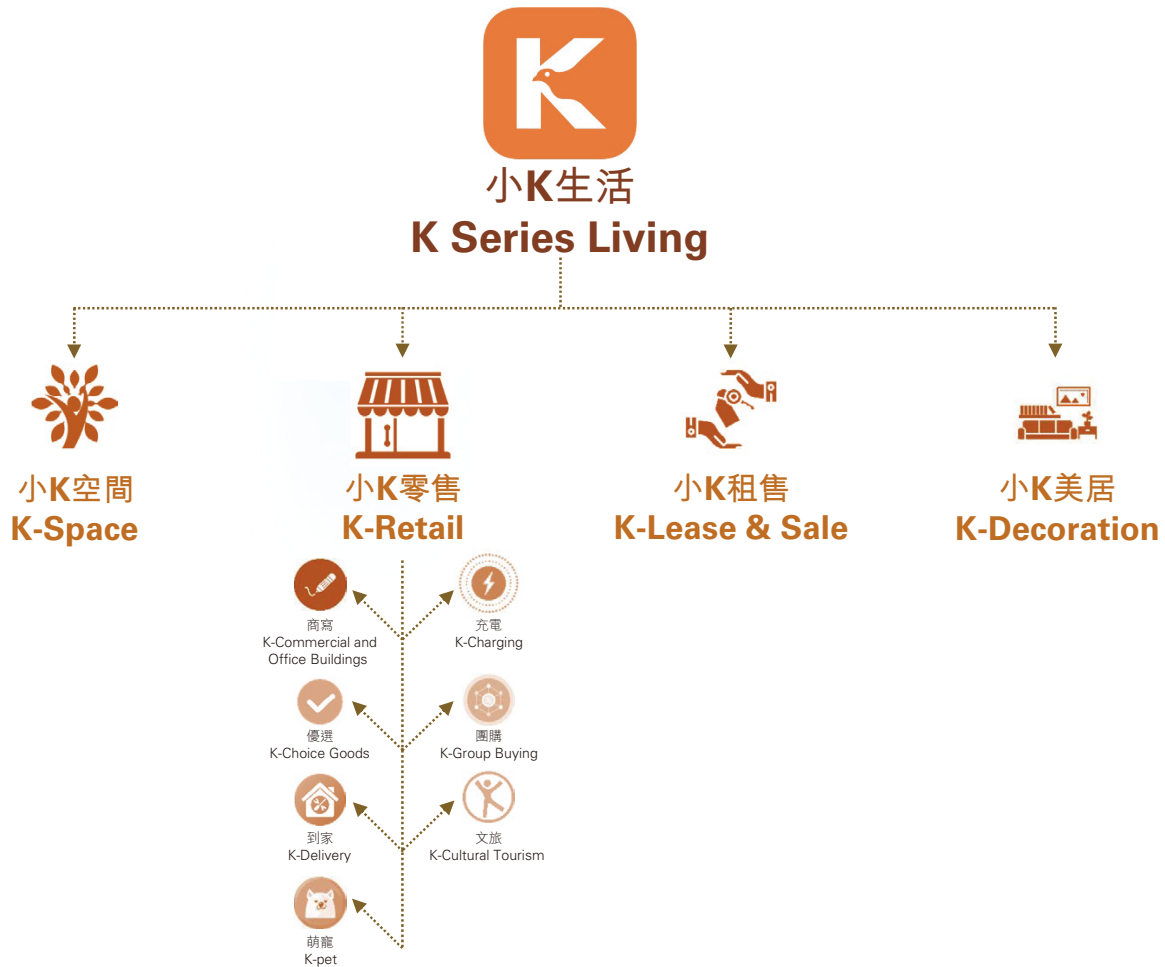 K
小K生活
K Series Living
小K空間
K-Space
小K零售
K-Retail
小K租售
K-Lease & Sale
小K美居
K-Decoration
商寫
K-Commercial and
Office Buildings
充電
K-Charging
優選
K-Choice Goods
團購
K-Group Buying
到家
K-Delivery
文旅
K-Cultural Tourism
萌寵
K-pet